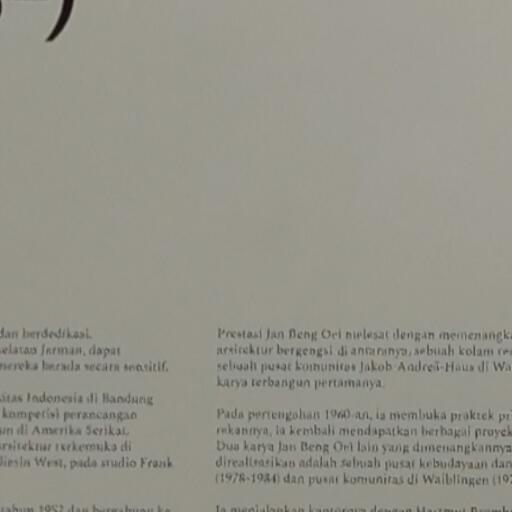 )
dan berdedikasi.
selatan Jerman, dapat
mereka berada secara sensitif.
sitas Indonesia di Bandung
kompetisi perancangan
un di Amerika Serikat.
arsitektur terkemuka di
liesin West, pada studio Frank
tahun 1957 dan bergabung ke
Prestasi Jan Beng Oei melesat dengan memenangk
arsitektur bergengsi di antaranya, sebuah kolam re
sebuah pusat komunitas Jakob-Andreä-Haus di Wa
karya terbangun pertamanya.
Pada pertengahan 1960-an, ia membuka praktek pr
rekannya, ia kembali mendapatkan berbagai proyek
Dua karya Jan Beng Oei lain yang dimenangkannya
direalisasikan adalah sebuah pusat kebudayaan dan
(1978-1984) dan pusat komunitas di Waiblingen (197
Ia menjalankan kantornya dengan Hartmut